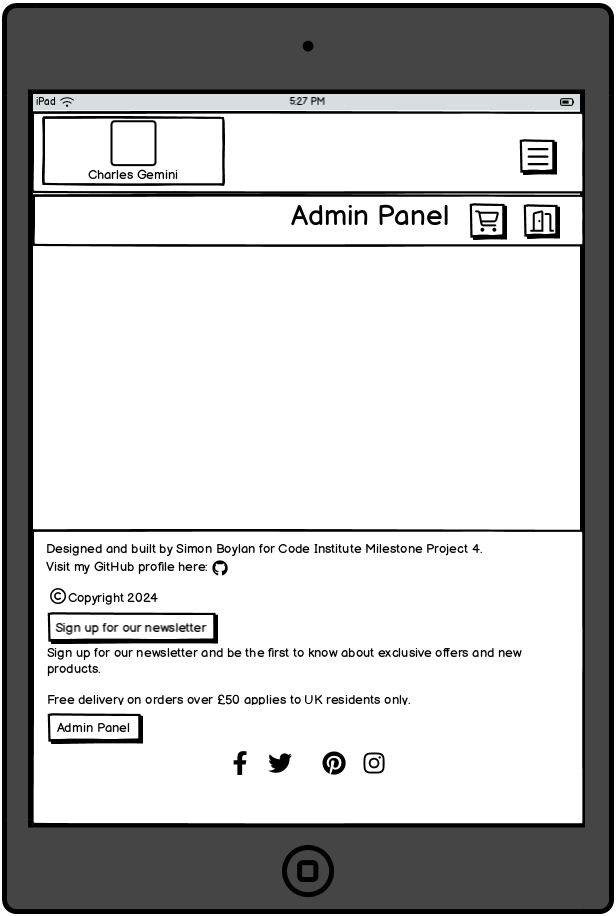 iPad 5:27 PM
Charles Gemini
Admin Panel
Designed and built by Simon Boylan for Code Institute Milestone Project 4.
Visit my GitHub profile here:
©Copyright 2024
Sign up for our newsletter
Sign up for our newsletter and be the first to know about exclusive offers and new
products.
Free delivery on orders over £50 applies to UK residents only.
Admin Panel